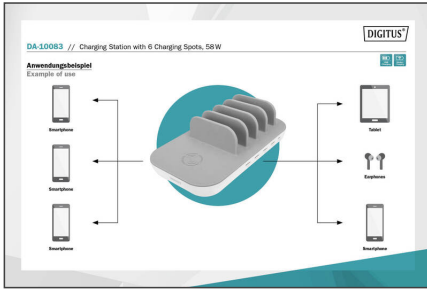 DIGITUS®
DA-10083 // Charging Station with 6 Charging Spots, 58 W
Anwendungsbeispiel
Example of use
Smartphone
Smartphone
Smartphone
Tablet
Earphones
Smartphone